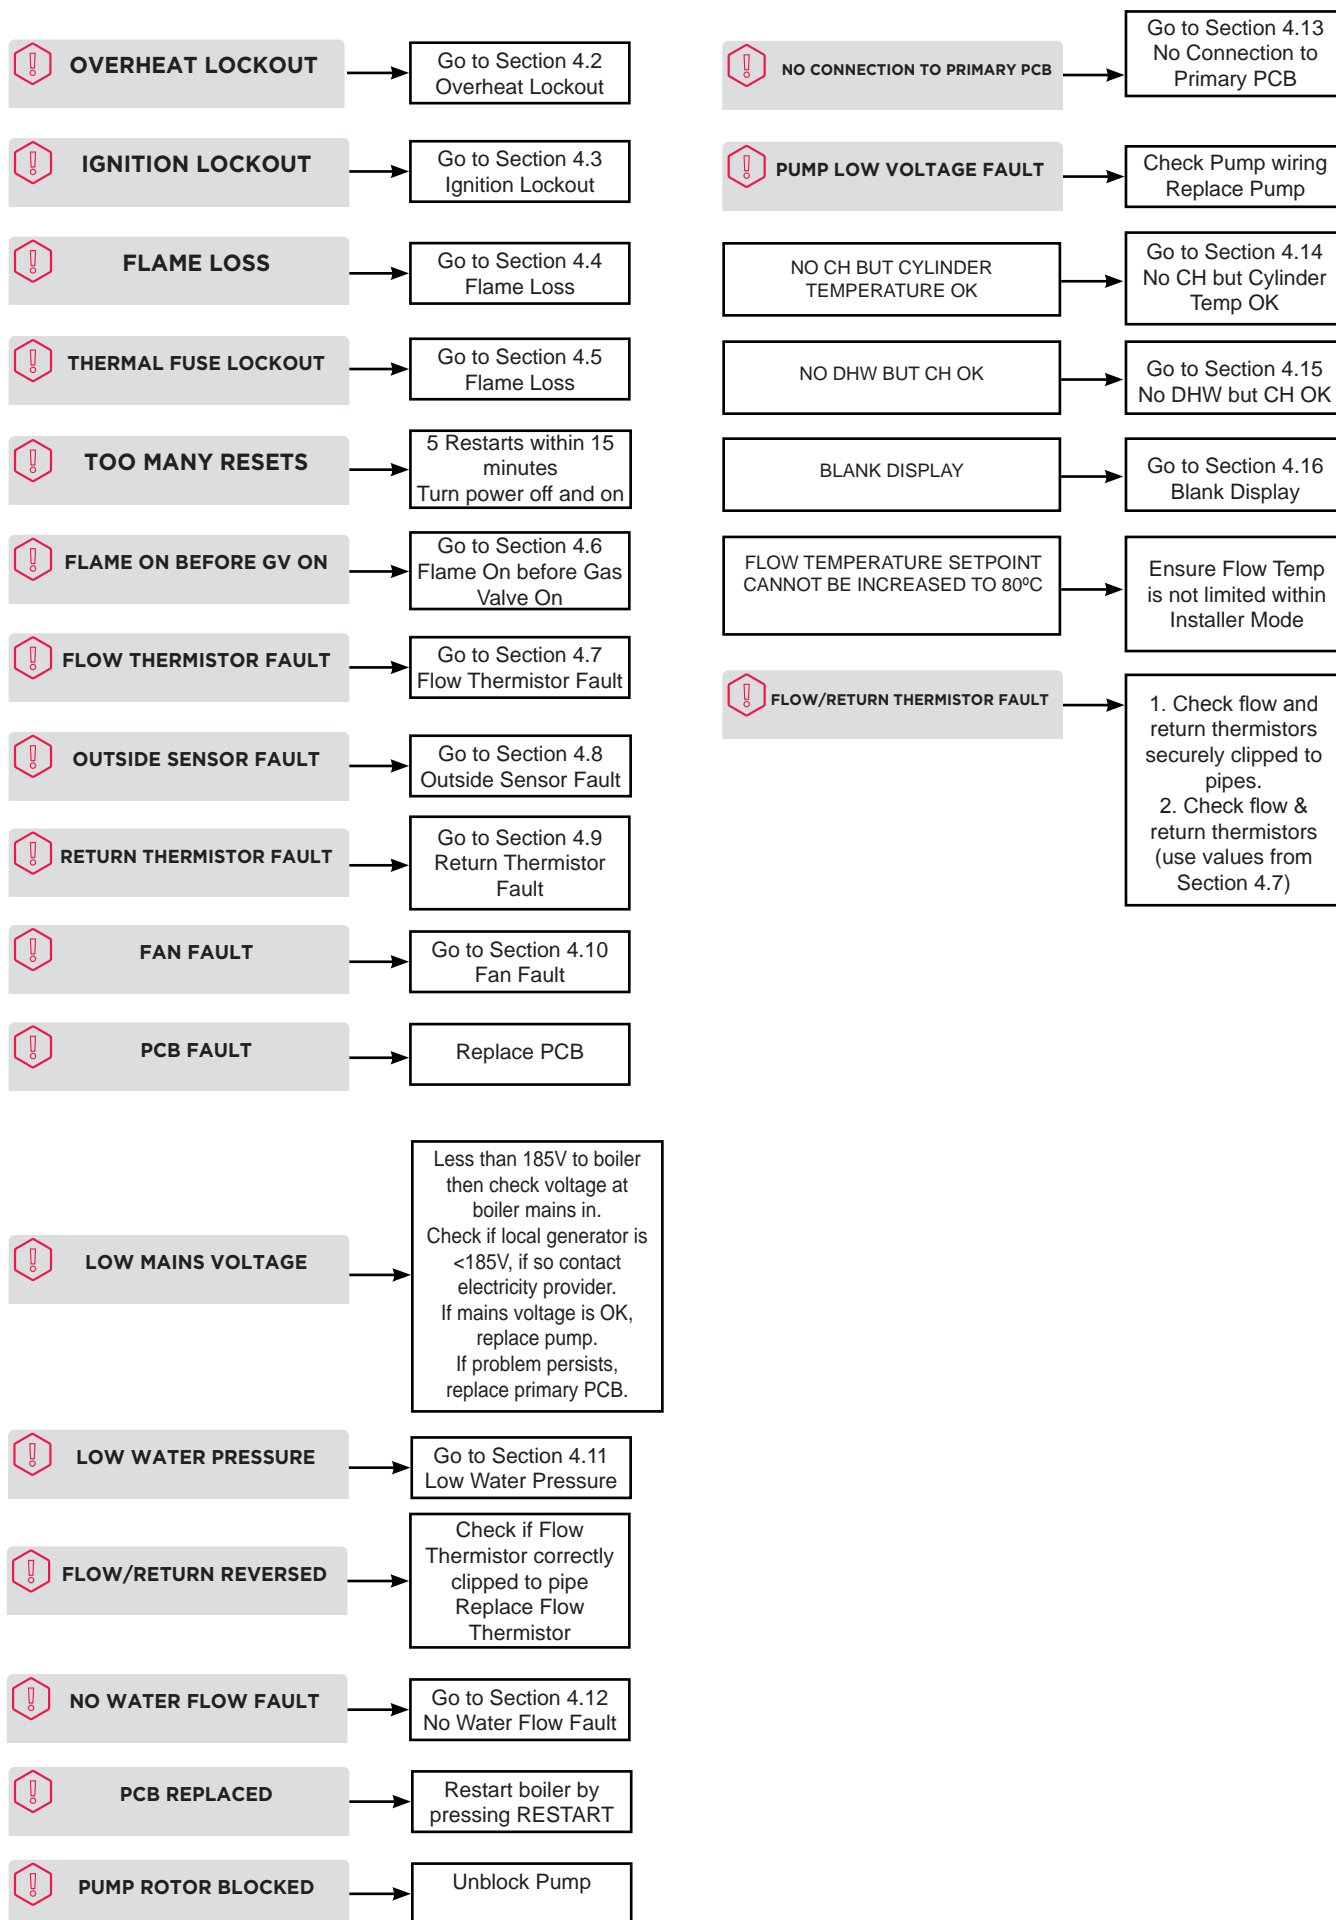 OVERHEAT LOCKOUT
Go to Section 4.2
Overheat Lockout
IGNITION LOCKOUT
Go to Section 4.3
Ignition Lockout
FLAME LOSS
Go to Section 4.4
Flame Loss
THERMAL FUSE LOCKOUT
Go to Section 4.5
Flame Loss
TOO MANY RESETS
5 Restarts within 15
minutes
Turn power off and on
FLAME ON BEFORE GV ON
Go to Section 4.6
Flame On before Gas
Valve On
FLOW THERMISTOR FAULT
Go to Section 4.7
Flow Thermistor Fault
OUTSIDE SENSOR FAULT
Go to Section 4.8
Outside Sensor Fault
RETURN THERMISTOR FAULT
Go to Section 4.9
Return Thermistor
Fault
FAN FAULT
Go to Section 4.10
Fan Fault
PCB FAULT
Replace PCB
LOW MAINS VOLTAGE
Less than 185V to boiler
then check voltage at
boiler mains in.
Check if local generator is
<185V, if so contact
electricity provider.
If mains voltage is OK,
replace pump.
If problem persists,
replace primary PCB.
LOW WATER PRESSURE
Go to Section 4.11
Low Water Pressure
FLOW/RETURN REVERSED
Check if Flow
Thermistor correctly
clipped to pipe
Replace Flow
Thermistor
NO WATER FLOW FAULT
Go to Section 4.12
No Water Flow Fault
PCB REPLACED
Restart boiler by
pressing RESTART
PUMP ROTOR BLOCKED
Unblock Pump
NO CONNECTION TO PRIMARY PCB
Go to Section 4.13
No Connection to
Primary PCB
PUMP LOW VOLTAGE FAULT
Check Pump wiring
Replace Pump
NO CH BUT CYLINDER
TEMPERATURE OK
Go to Section 4.14
No CH but Cylinder
Temp OK
NO DHW BUT CH OK
Go to Section 4.15
No DHW but CH OK
BLANK DISPLAY
Go to Section 4.16
Blank Display
FLOW TEMPERATURE SETPOINT
CANNOT BE INCREASED TO 80ºC
Ensure Flow Temp
is not limited within
Installer Mode
FLOW/RETURN THERMISTOR FAULT
1. Check flow and
return thermistors
securely clipped to
pipes.
2. Check flow &
return thermistors
(use values from
Section 4.7)